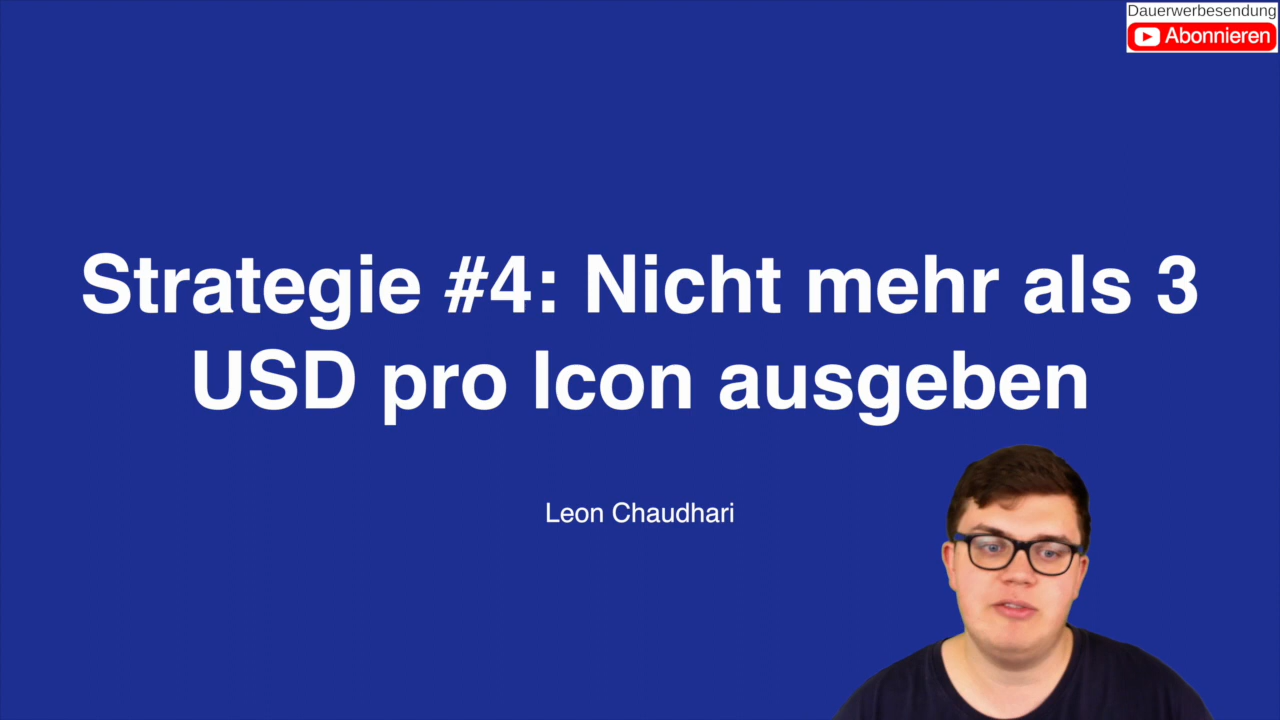 Dauerwerbesendung
Abonnieren
Strategie #4: Nicht mehr als 3
USD pro Icon ausgeben
Leon Chaudhari